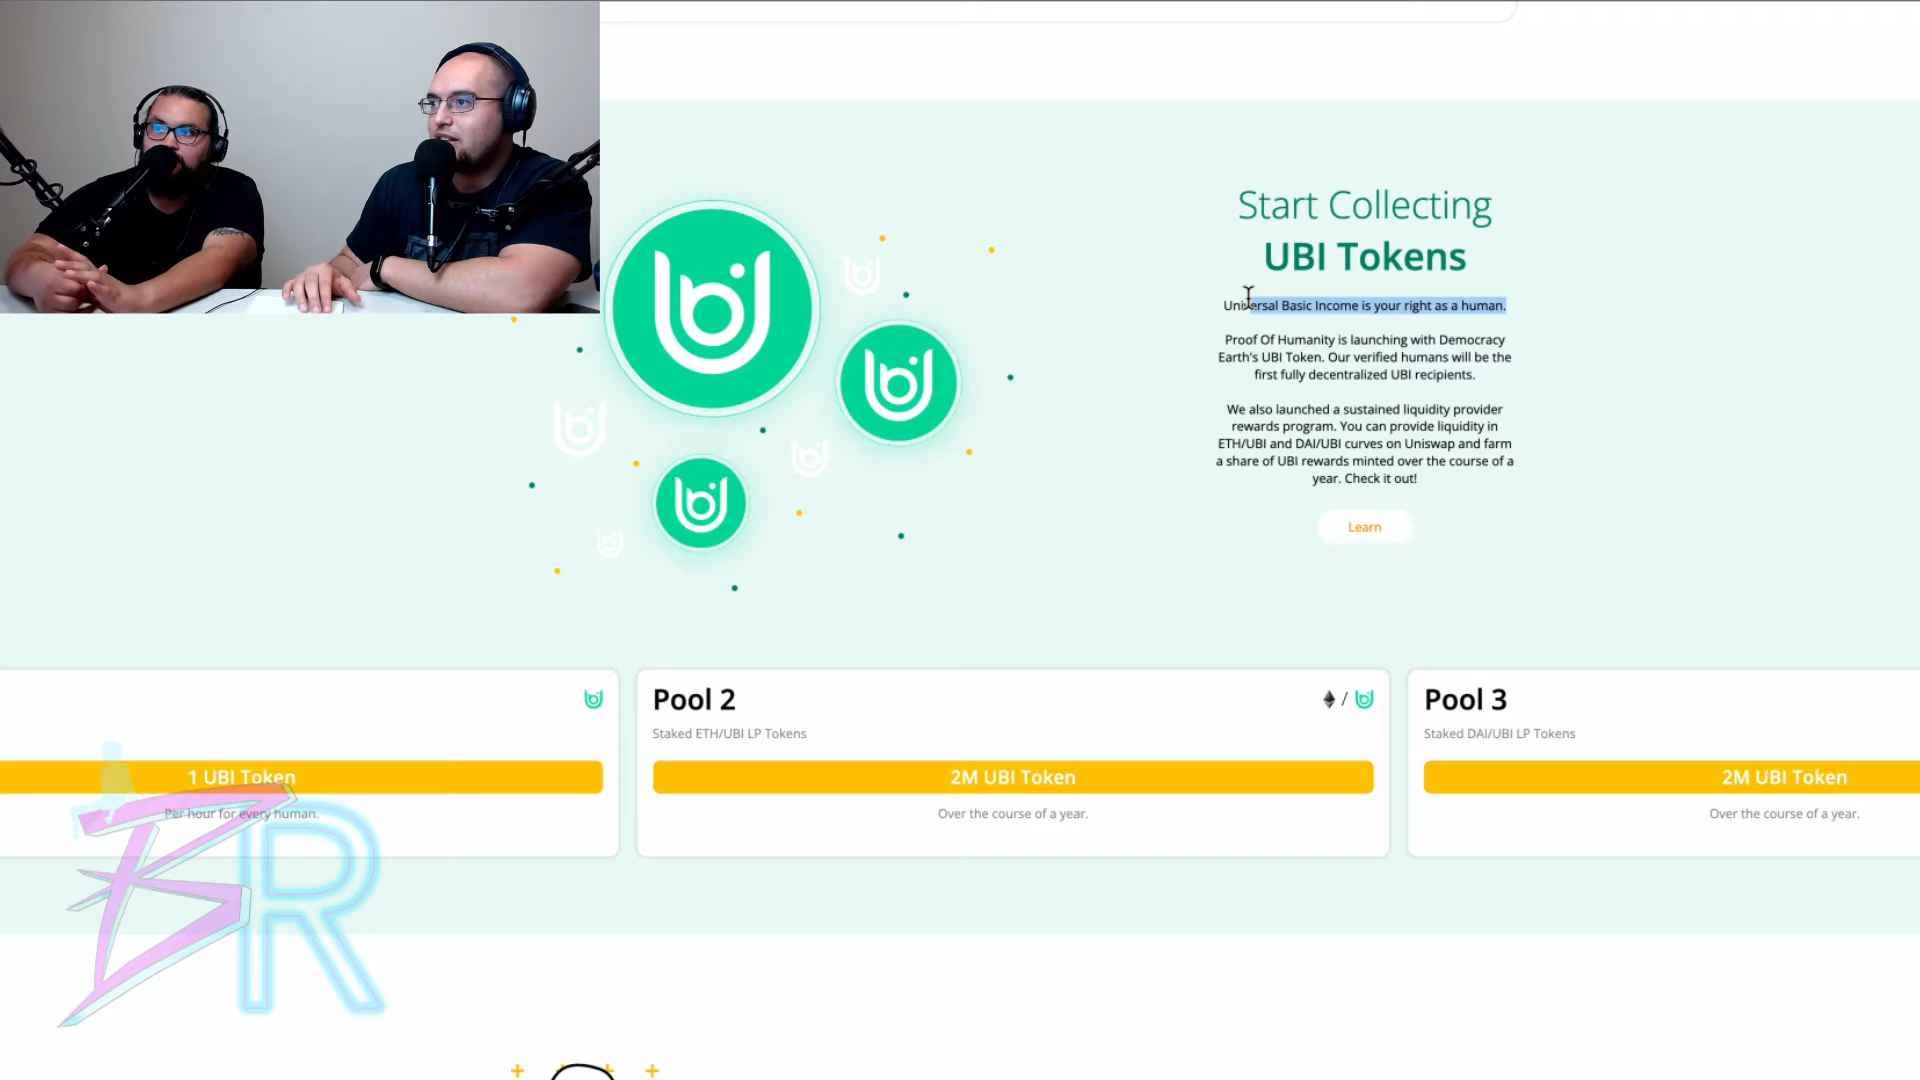 Start Collecting
UBI Tokens
Universal Basic Income is your right as a human.
Proof Of Humanity is launching with Democracy
Earth's UBI Token. Our verified humans will be the
first fully decentralized UBI recipients.
We also launched a sustained liquidity provider
rewards program. You can provide liquidity in
ETH/UBI and DAI/UBI curves on Uniswap and farm
a share of UBI rewards minted over the course of a
year. Check it out!
Learn
1 UBI Token
Per hour for every human.
Pool 2
/
Staked ETH/UBI LP Tokens
2M UBI Token
Over the course of a year.
Pool 3
Staked DAI/UBI LP Tokens
2M UBI Token
Over the course of a year.
BR